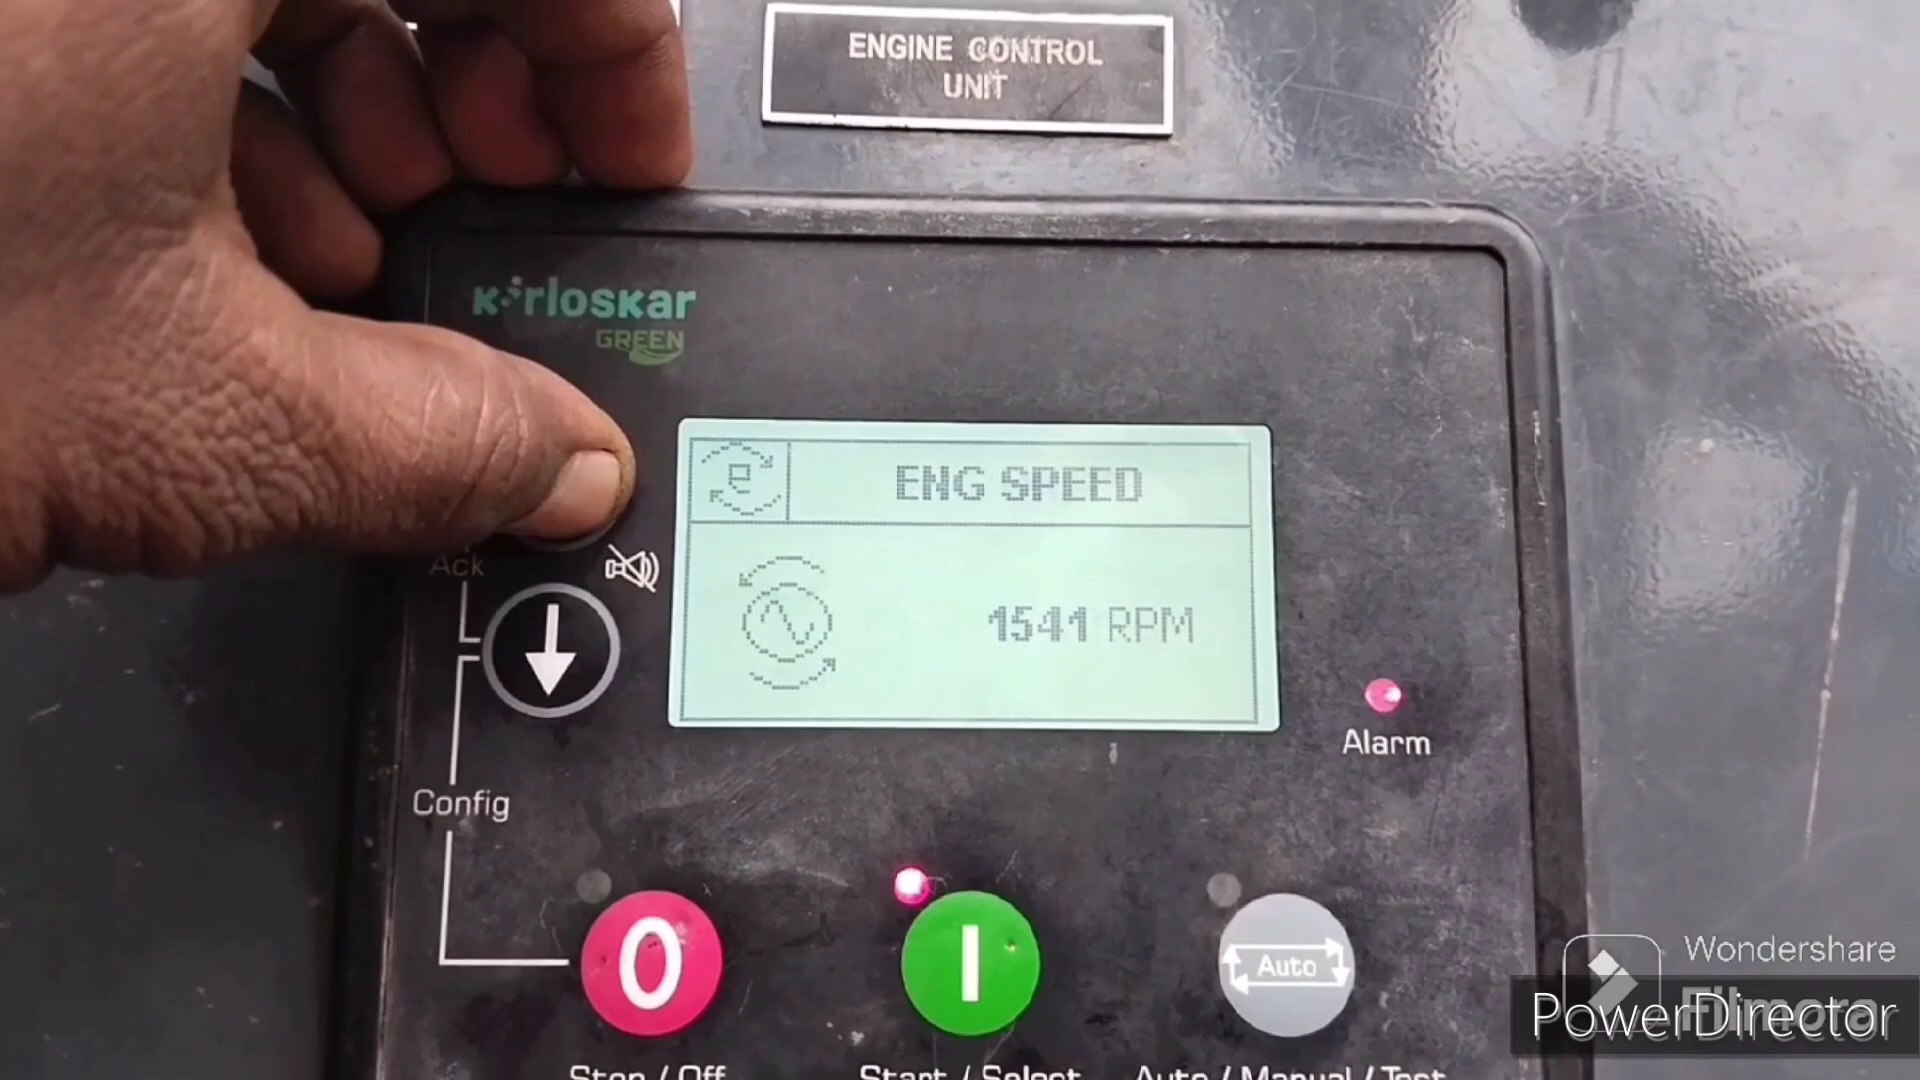 ENGINE CONTROL
UNIT
Kirloskar
GREEN
e
ENG SPEED
1541 RPM
Ack
Alarm
Config
0
I
Auto
Stop / Off
Start / Select
Auto / Manual / Test
Wondershare
Filmora
PowerDirector